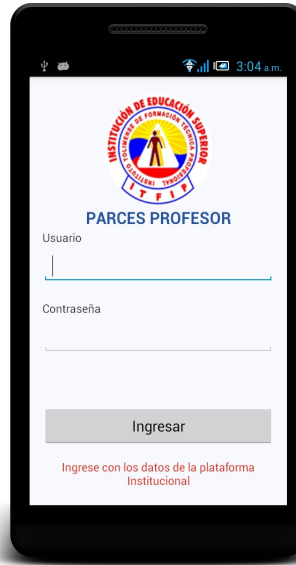 3:04 a.m.
INSTITUCIÓN DE EDUCACIÓN SUPERIOR
INSTITUTO TOLIMENSE DE FORMACIÓN TÉCNICA PROFESIONAL
ITFIP
PARCES PROFESOR
Usuario
Contraseña
Ingresar
Ingrese con los datos de la plataforma
Institucional